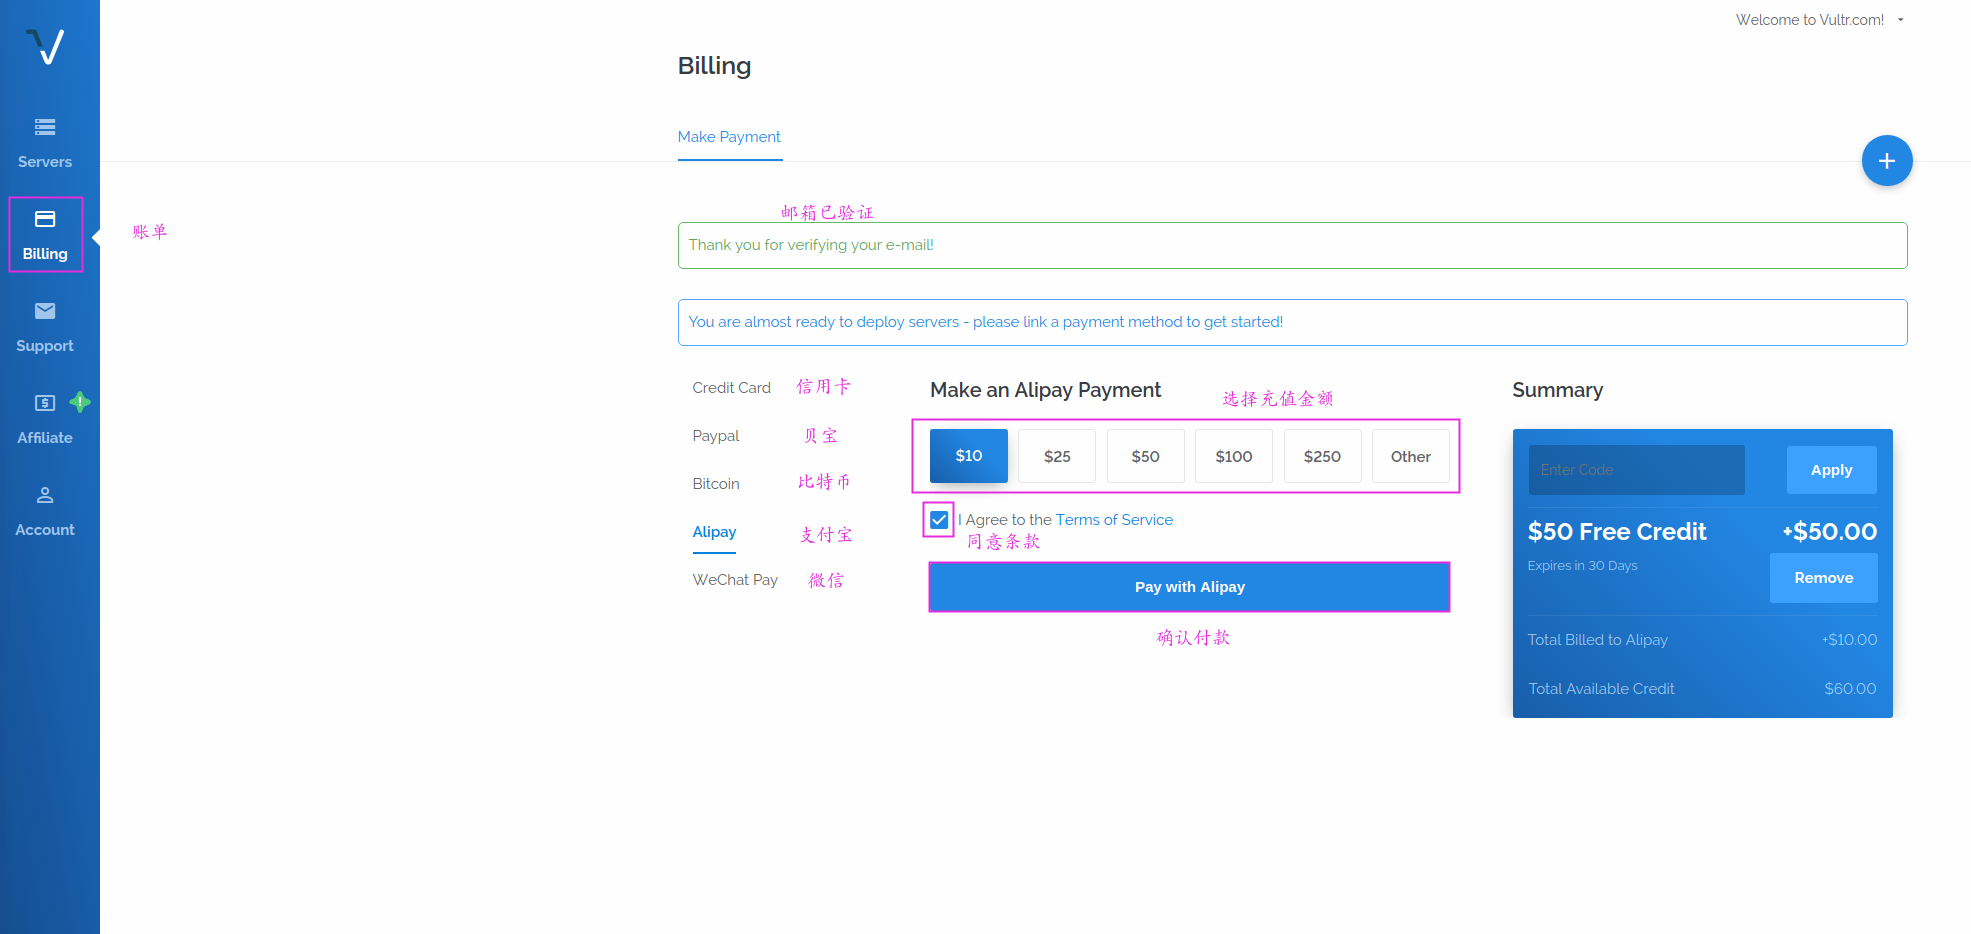 Welcome to Vultr.com!
Billing
Make Payment
Servers
Billing
账单
Support
Affiliate
Account
邮箱已验证
Thank you for verifying your e-mail!
You are almost ready to deploy servers - please link a payment method to get started!
Credit Card 信用卡
Paypal 贝宝
Bitcoin 比特币
Alipay 支付宝
WeChat Pay 微信
Make an Alipay Payment
选择充值金额
$10 $25 $50 $100 $250 Other
I Agree to the Terms of Service
同意条款
Pay with Alipay
确认付款
Summary
Enter Code Apply
$50 Free Credit +$50.00
Expires in 30 Days
Remove
Total Billed to Alipay +$10.00
Total Available Credit $60.00